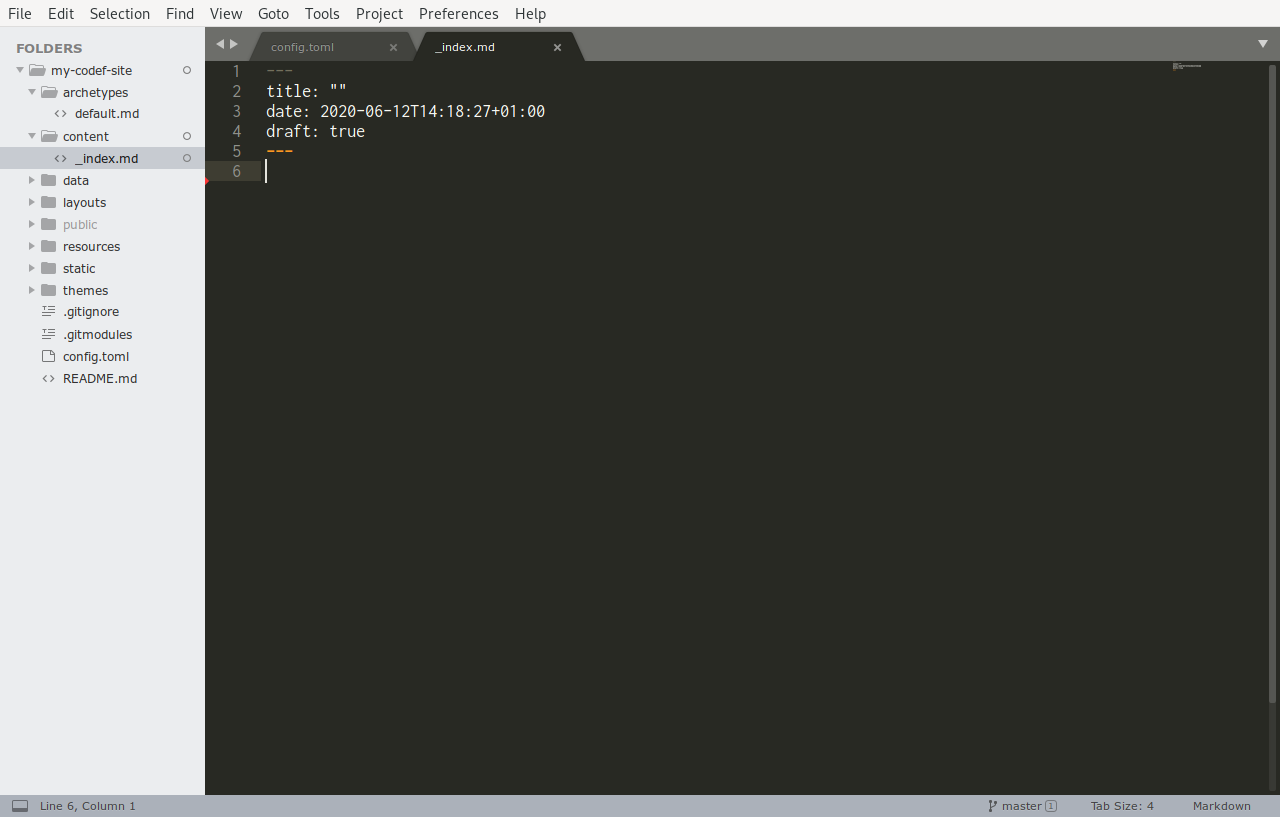 File Edit Selection Find View Goto Tools Project Preferences Help
FOLDERS
my-codef-site
archetypes
default.md
content
_index.md
data
layouts
public
resources
static
themes
.gitignore
.gitmodules
config.toml
README.md
config.toml
_index.md
1 ---
2 title: ""
3 date: 2020-06-12T14:18:27+01:00
4 draft: true
5 ---
6
Line 6, Column 1
master 1
Tab Size: 4
Markdown